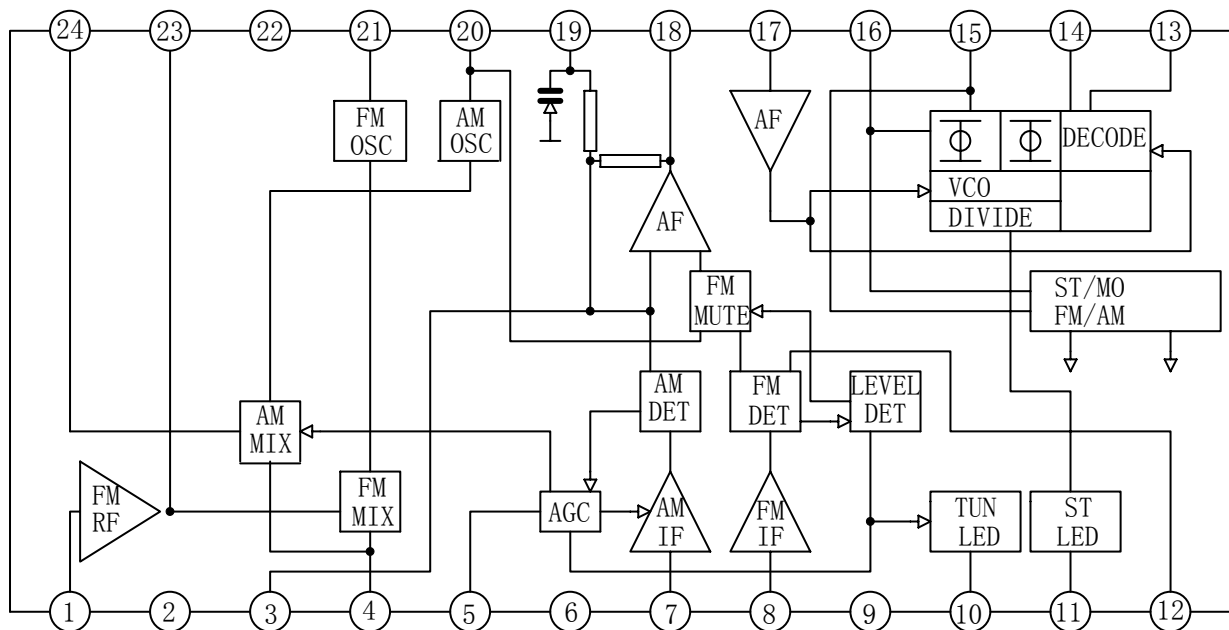 24 23 22 21 20 19 18 17 16 15 14 13
FM
OSC
AM
OSC
AF
DECODE
VCO
DIVIDE
AF
FM
MUTE
ST/MO
FM/AM
AM
DET
FM
DET
LEVEL
DET
AM
MIX
FM
RF
FM
MIX
AGC
AM
IF
FM
IF
TUN
LED
ST
LED
1 2 3 4 5 6 7 8 9 10 11 12